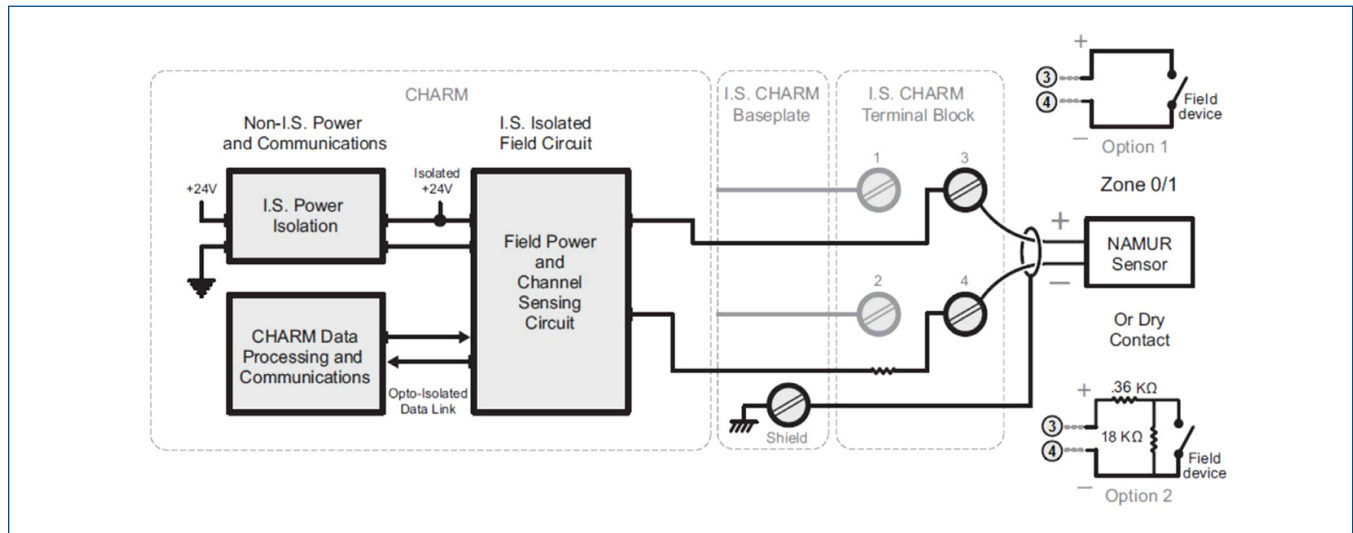 CHARM
Non-I.S. Power
and Communications
I.S. Isolated
Field Circuit
+24V
I.S. Power
Isolation
Isolated
+24V
Field Power
and
Channel
Sensing
Circuit
CHARM Data
Processing and
Communications
Opto-Isolated
Data Link
I.S. CHARM
Baseplate
Shield
I.S. CHARM
Terminal Block
1
3
2
4
+
3
4
−
Field
device
Option 1
Zone 0/1
+
−
NAMUR
Sensor
Or Dry
Contact
.36 KΩ
+
3
18 KΩ
4
−
Field
device
Option 2